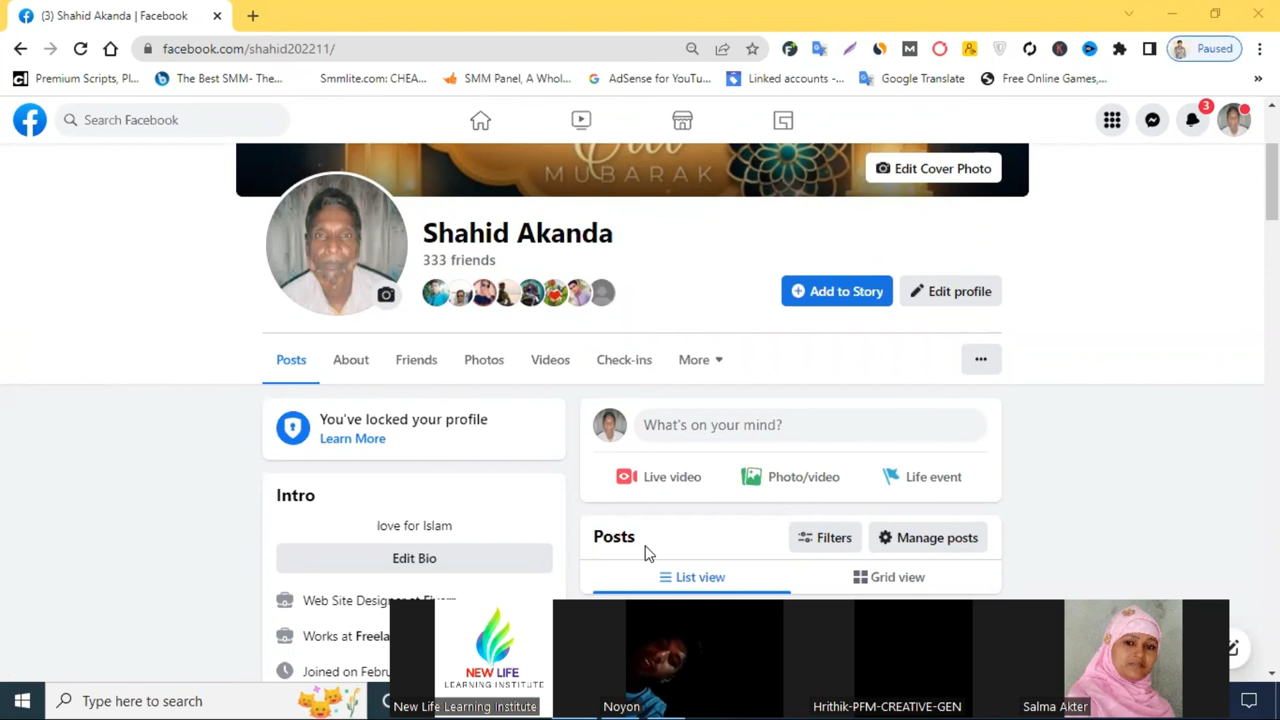 (3) Shahid Akanda | Facebook
facebook.com/shahid202211/
Paused
Premium Scripts, Pl...
The Best SMM- The...
Smmlite.com: CHEA...
SMM Panel, A Whol...
AdSense for YouTu...
Linked accounts -...
Google Translate
Free Online Games,...
Search Facebook
3
MUBARAK
Edit Cover Photo
Shahid Akanda
333 friends
Add to Story
Edit profile
Posts
About
Friends
Photos
Videos
Check-ins
More
You've locked your profile
Learn More
What's on your mind?
Live video
Photo/video
Life event
Intro
love for Islam
Edit Bio
Posts
Filters
Manage posts
List view
Grid view
Web Site Designer at Fiverr
Works at Freela
Joined on Febru
NEW LIFE
LEARNING INSTITUTE
New Life Learning Institute
Noyon
Hrithik-PFM-CREATIVE-GEN
Salma Akter
Type here to search